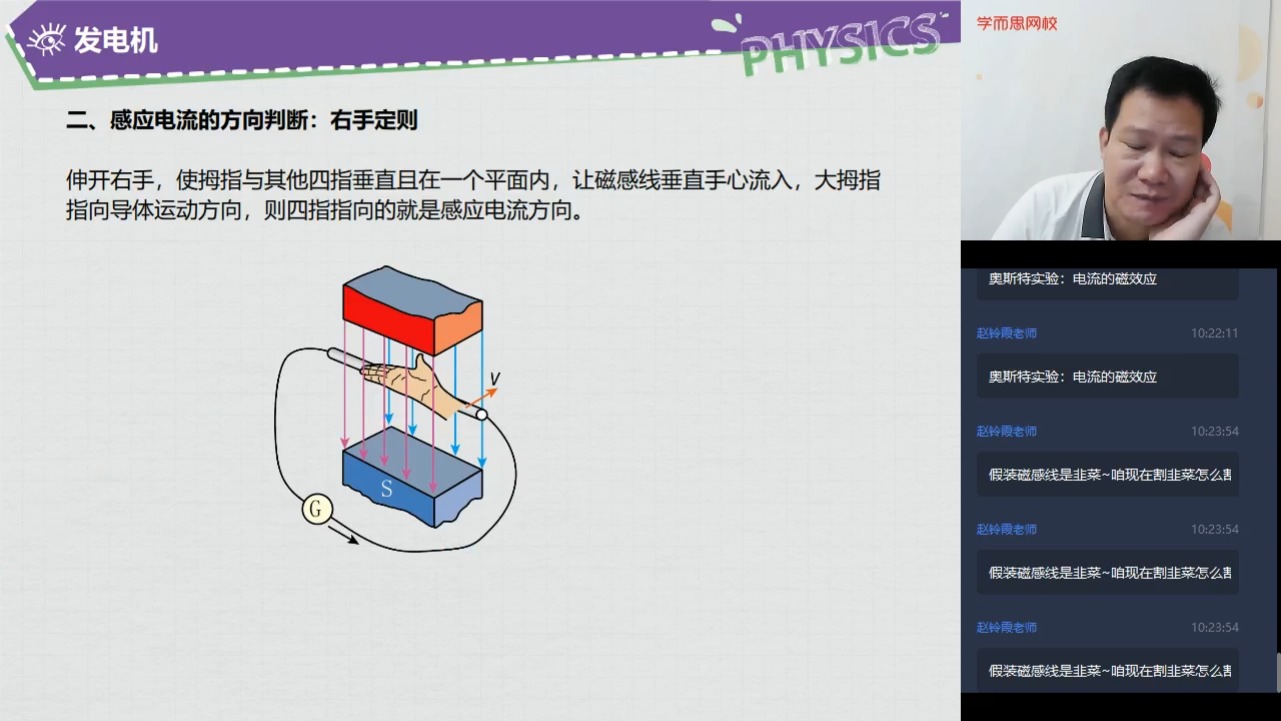 发电机
PHYSICS
学而思网校
二、感应电流的方向判断：右手定则
伸开右手，使拇指与其他四指垂直且在一个平面内，让磁感线垂直手心流入，大拇指
指向导体运动方向，则四指指向的就是感应电流方向。
v
S
G
奥斯特实验：电流的磁效应
赵铃霞老师 10:22:11
奥斯特实验：电流的磁效应
赵铃霞老师 10:23:54
假装磁感线是韭菜~咱现在割韭菜怎么割
赵铃霞老师 10:23:54
假装磁感线是韭菜~咱现在割韭菜怎么割
赵铃霞老师 10:23:54
假装磁感线是韭菜~咱现在割韭菜怎么割